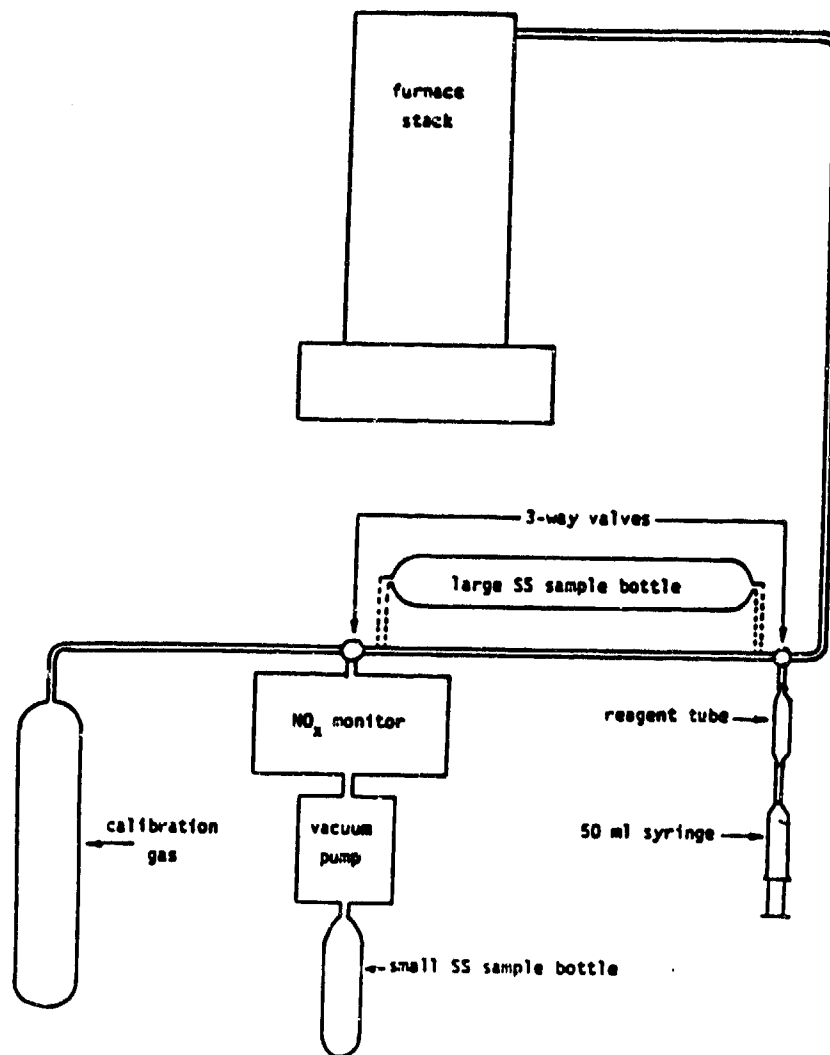 furnace
stack
3-way valves
large SS sample bottle
NOx monitor
reagent tube
calibration
gas
vacuum
pump
50 ml syringe
small SS sample bottle